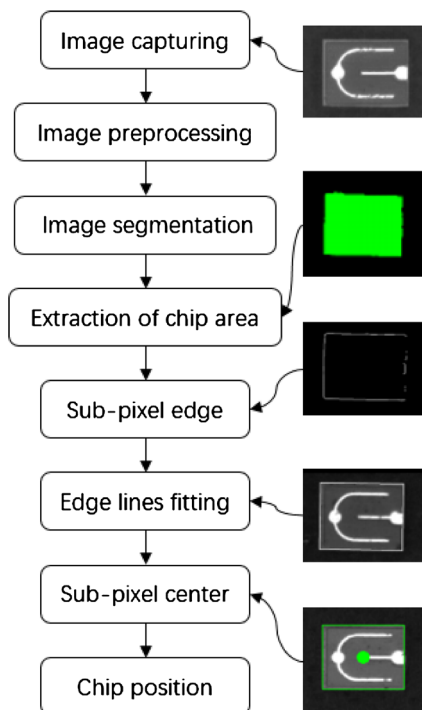 Image capturing
Image preprocessing
Image segmentation
Extraction of chip area
Sub-pixel edge
Edge lines fitting
Sub-pixel center
Chip position